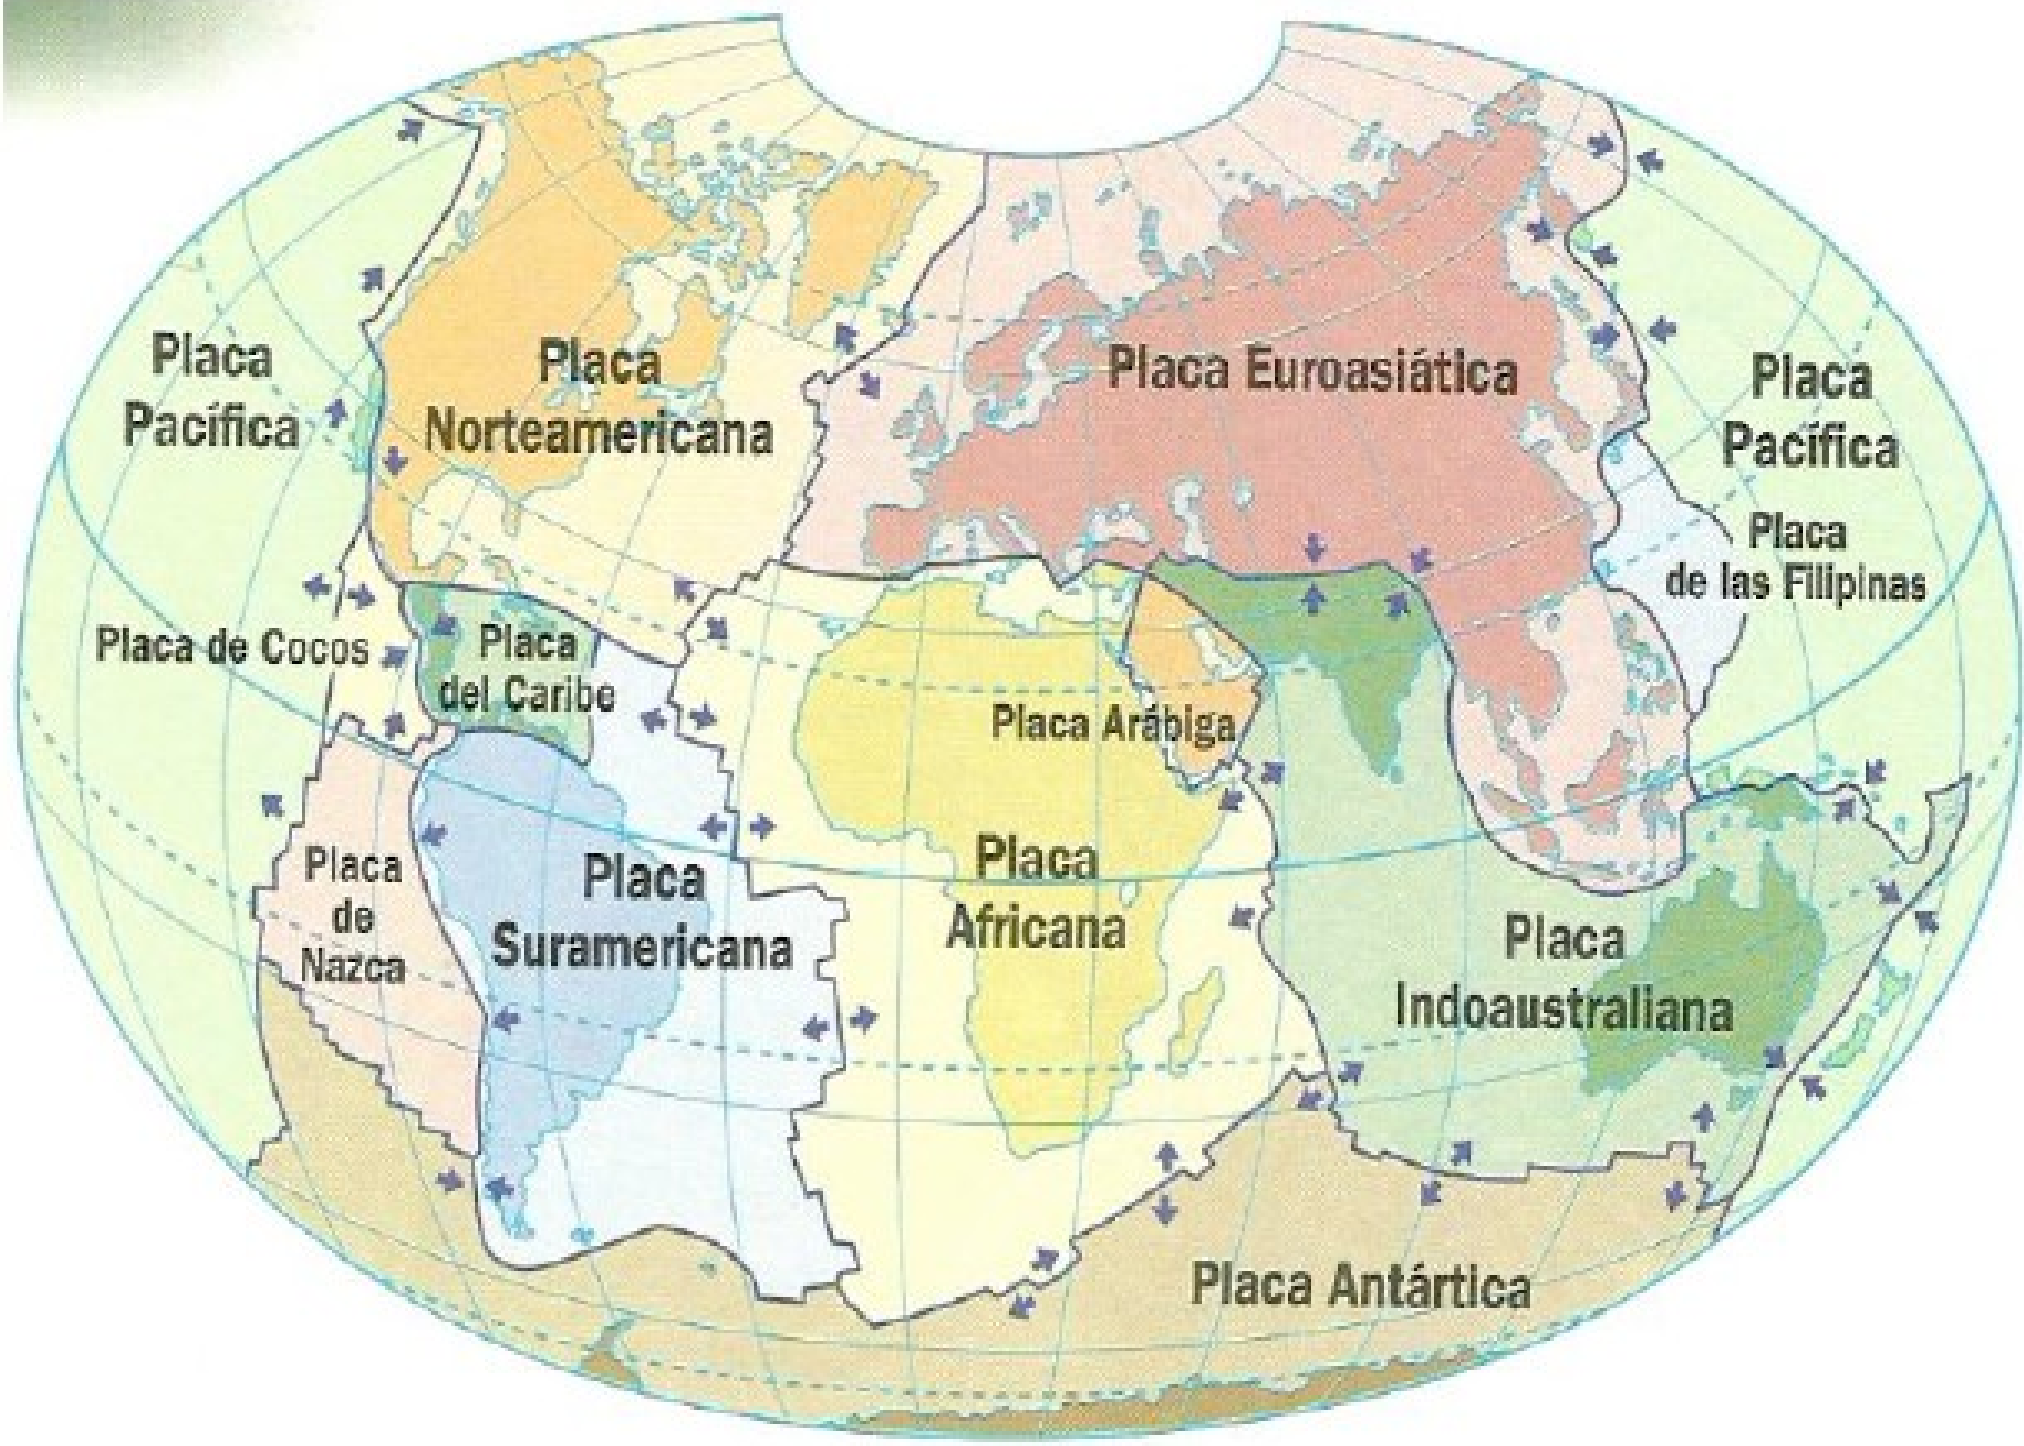 Placa
Pacífica
Placa
Norteamericana
Placa Euroasiática
Placa
Pacífica
Placa
de las Filipinas
Placa de Cocos
Placa
del Caribe
Placa Arábiga
Placa
de
Nazca
Placa
Suramericana
Placa
Africana
Placa
Indoaustraliana
Placa Antártica